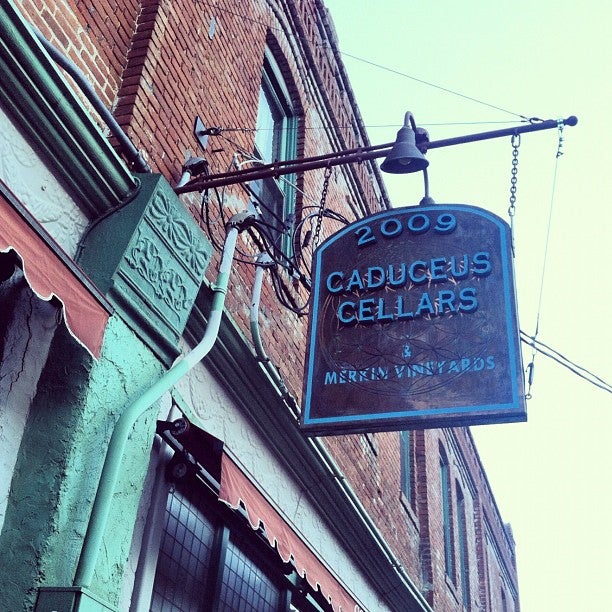 2009
CADUCEUS
CELLARS
&
MERKIN VINEYARDS